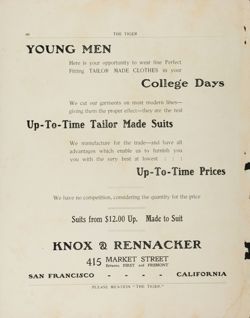 THE TIGER
YOUNG MEN
Here is your opportunity to wear fine Perfect
Fitting TAILOR MADE CLOTHES in your
College Days
We cut our garments on most modern lines—
giving them the proper effect—they are the test
Up-To-Time Tailor Made Suits
We manufacture for the trade—and have all
advantages which enable us to furnish you
you with the very best at lowest : : :
Up-To-Time Prices
We have no competition, considering the quantity for the price
Suits from $12.00 Up. Made to Suit
KNOX & RENNACKER
415 MARKET STREET
Between FIRST and FREMONT
SAN FRANCISCO - - - - CALIFORNIA
PLEASE MENTION "THE TIGER."